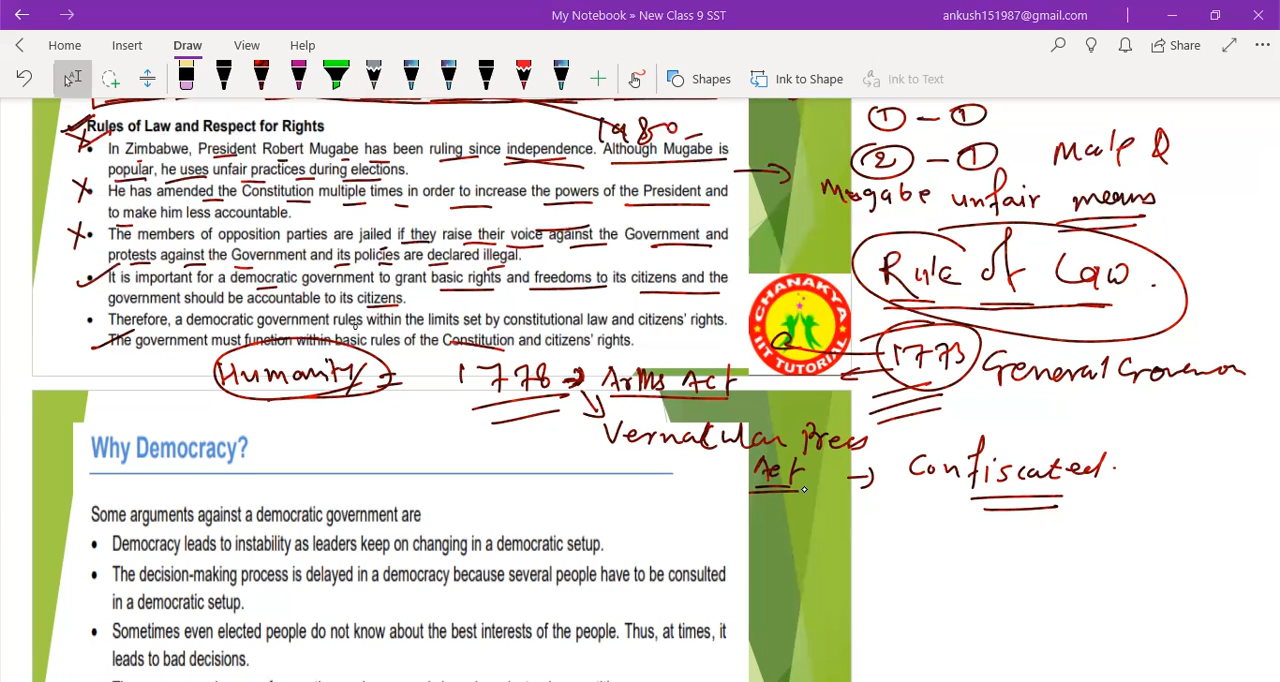 My Notebook » New Class 9 SST
ankush151987@gmail.com
Home Insert Draw View Help
Share
Shapes
Ink to Shape
Ink to Text
Rules of Law and Respect for Rights
1980
• In Zimbabwe, President Robert Mugabe has been ruling since independence. Although Mugabe is
popular, he uses unfair practices during elections.
• He has amended the Constitution multiple times in order to increase the powers of the President and
to make him less accountable.
• The members of opposition parties are jailed if they raise their voice against the Government and
protests against the Government and its policies are declared illegal.
• It is important for a democratic government to grant basic rights and freedoms to its citizens and the
government should be accountable to its citizens.
• Therefore, a democratic government rules within the limits set by constitutional law and citizens' rights.
• The government must function within basic rules of the Constitution and citizens' rights.
1 - 1
2 - 1
Mugabe unfair means
Rule of Law.
CHANAKYA
IIT TUTORIAL
1773 General Governor
Humanity 1778 → Arms Act
Vernacular Press
Act → Confiscated.
Why Democracy?
Some arguments against a democratic government are
• Democracy leads to instability as leaders keep on changing in a democratic setup.
• The decision-making process is delayed in a democracy because several people have to be consulted
in a democratic setup.
• Sometimes even elected people do not know about the best interests of the people. Thus, at times, it
leads to bad decisions.